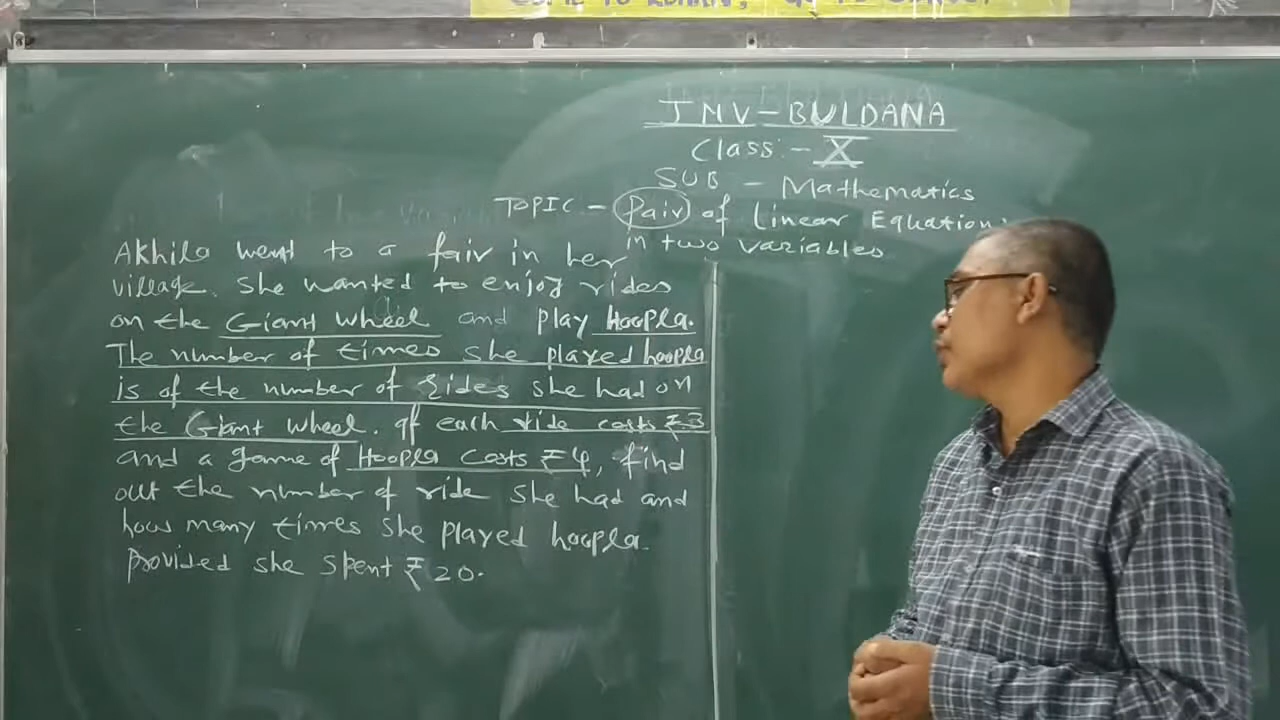 JNV - BULDANA
Class :- X
SUB - Mathematics
TOPIC - Pair of Linear Equation
in two variables
Akhila went to a fair in her
village. She wanted to enjoy rides
on the Giant wheel and play Hoopla.
The number of times she played hoopla
is of the number of rides she had on
the Giant wheel. If each ride costs ₹3
and a game of Hoopla costs ₹4, find
out the number of ride she had and
how many times she played hoopla.
Provided she spent ₹20.